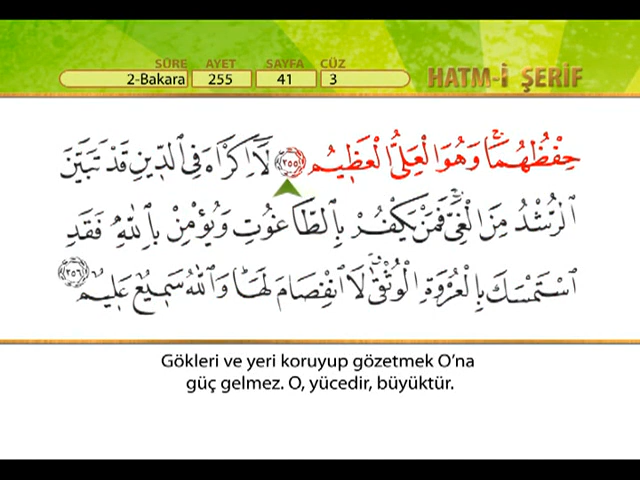 SÛRE AYET SAYFA CÜZ
2-Bakara 255 41 3
HATM-İ ŞERİF
حِفْظُهُمَاۚ وَهُوَ الْعَلِيُّ الْعَظ۪يمُ ﴿٢٥٥﴾ لَٓا اِكْرَاهَ فِي الدّ۪ينِ قَدْ تَبَيَّنَ
الرُّشْدُ مِنَ الْغَيِّۚ فَمَنْ يَكْفُرْ بِالطَّاغُوتِ وَيُؤْمِنْ بِاللّٰهِ فَقَدِ
اسْتَمْسَكَ بِالْعُرْوَةِ الْوُثْقٰىۗ لَا انْفِصَامَ لَهَاۜ وَاللّٰهُ سَم۪يعٌ عَل۪يمٌ ﴿٢٥٦﴾
Gökleri ve yeri koruyup gözetmek O’na
güç gelmez. O, yücedir, büyüktür.